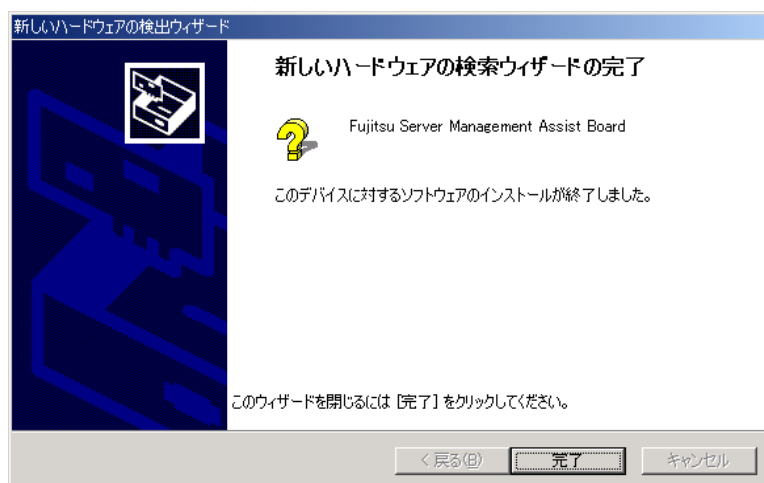 新しいハードウェアの検出ウィザード
新しいハードウェアの検索ウィザードの完了
Fujitsu Server Management Assist Board
このデバイスに対するソフトウェアのインストールが終了しました。
このウィザードを閉じるには [完了] をクリックしてください。
< 戻る(B)
完了
キャンセル